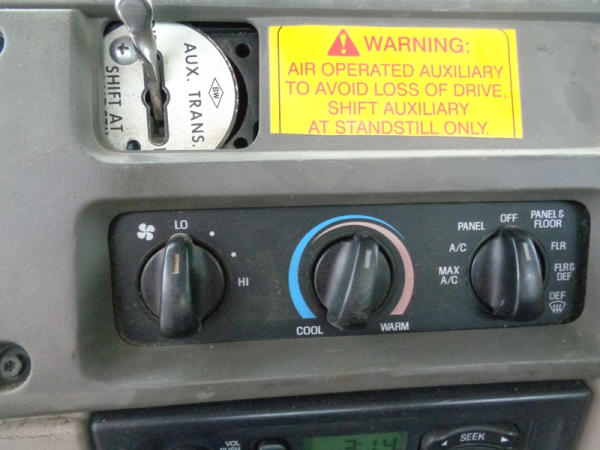 AUX. TRANS.
BW
SHIFT AT
WARNING:
AIR OPERATED AUXILIARY
TO AVOID LOSS OF DRIVE,
SHIFT AUXILIARY
AT STANDSTILL ONLY.
LO
HI
COOL
WARM
OFF
PANEL
A/C
MAX
A/C
PANEL &
FLOOR
FLR
FLR &
DEF
DEF
VOL
SEEK